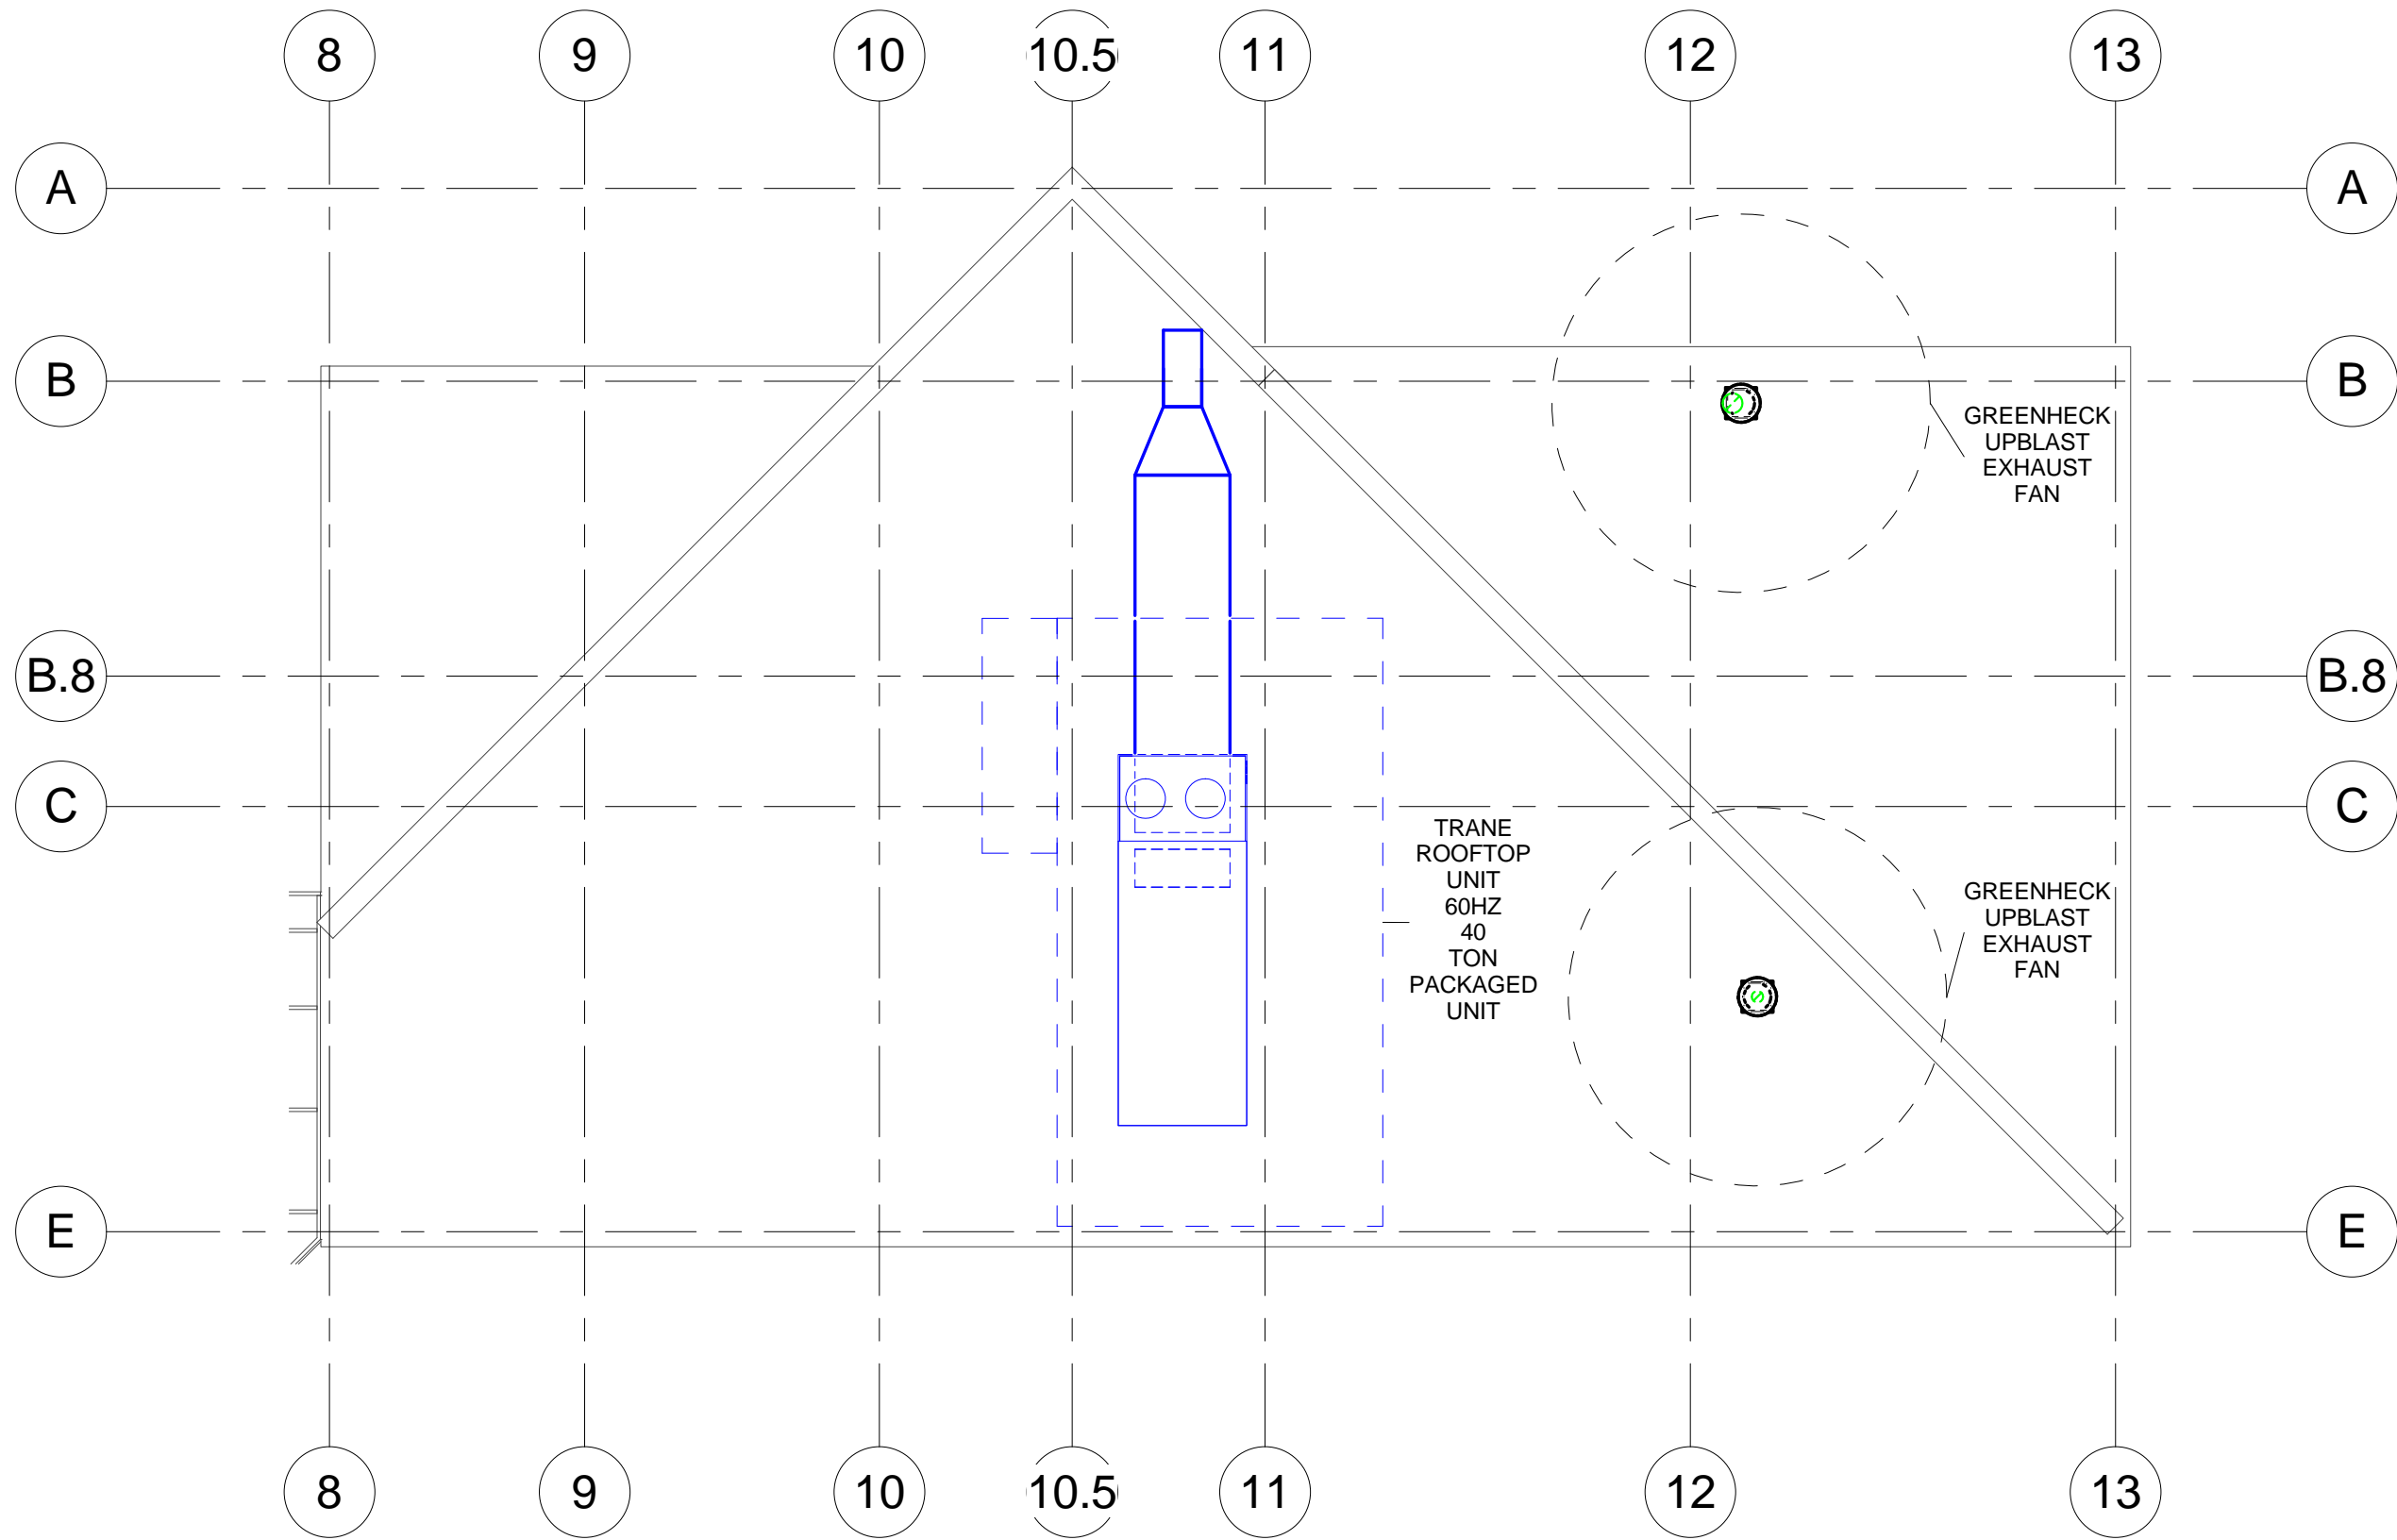 8
9
10
10.5
11
12
13
A
A
B
B
GREENHECK
UPBLAST
EXHAUST
FAN
B.8
B.8
C
C
TRANE
ROOFTOP
UNIT
60HZ
40
TON
PACKAGED
UNIT
GREENHECK
UPBLAST
EXHAUST
FAN
E
E
8
9
10
10.5
11
12
13